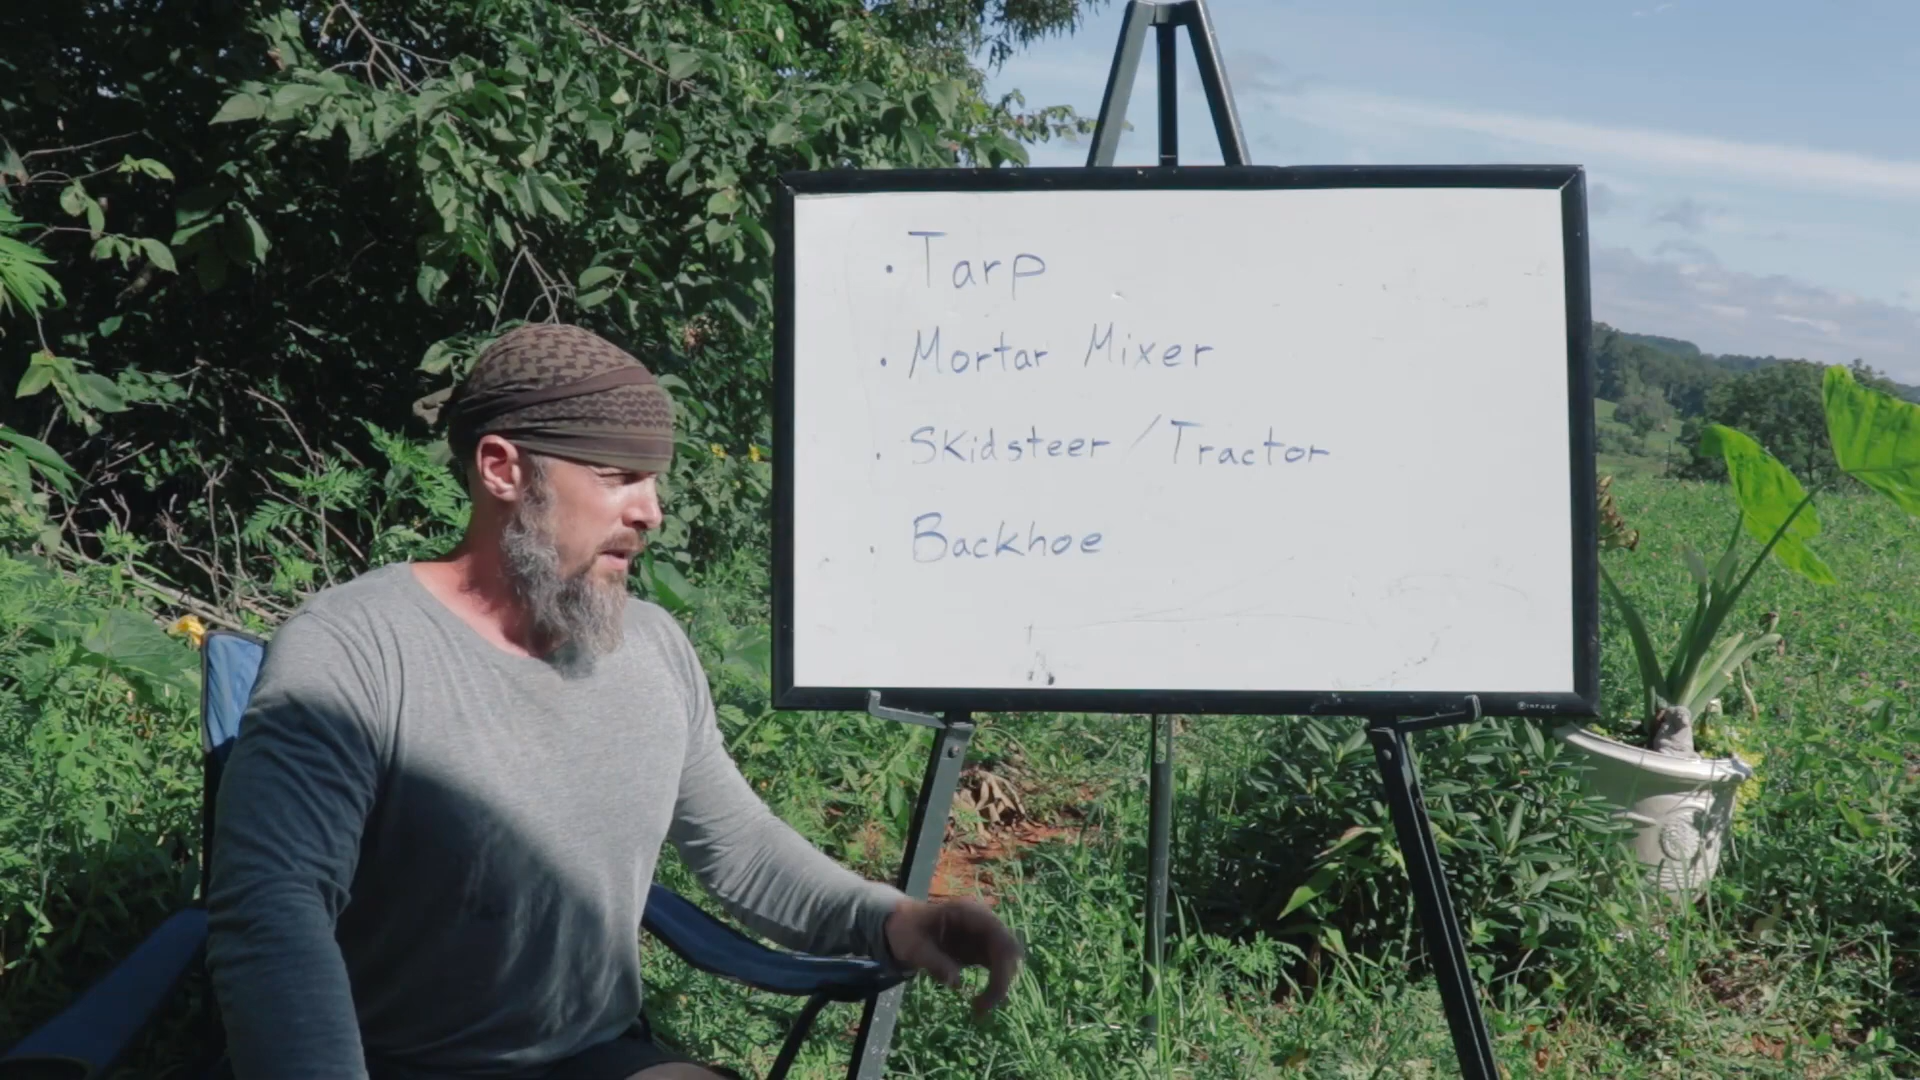 · Tarp
· Mortar Mixer
· Skidsteer / Tractor
· Backhoe